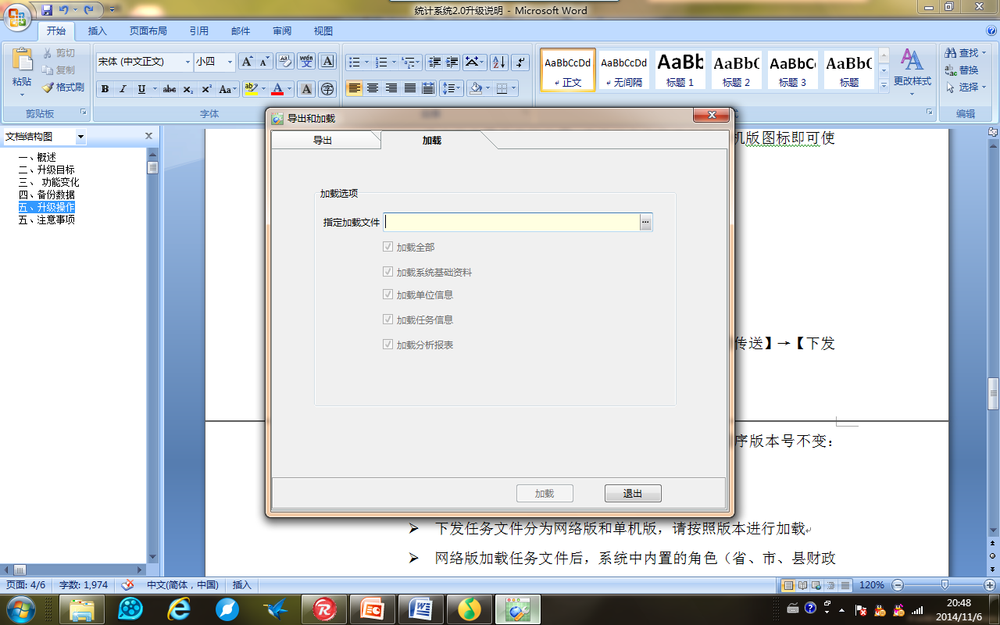 统计系统2.0升级说明 - Microsoft Word
开始 插入 页面布局 引用 邮件 审阅 视图
粘贴
剪切
复制
格式刷
剪贴板
宋体 (中文正文) 小四
字体
AaBbCcDd
正文
AaBbCcDd
无间隔
AaBb
标题 1
AaBbC
标题 2
AaBbC
标题 3
AaBbC
标题
更改样式
查找
替换
选择
编辑
文档结构图
一、概述
二、升级目标
三、 功能变化
四、备份数据
五、升级操作
五、注意事项
机版图标即可使
传送】→【下发
序版本号不变：
导出和加载
导出 加载
加载选项
指定加载文件
加载全部
加载系统基础资料
加载单位信息
加载任务信息
加载分析报表
加载 退出
下发任务文件分为网络版和单机版，请按照版本进行加载
网络版加载任务文件后，系统中内置的角色（省、市、县财政
页面: 4/6 字数: 1,974 中文(简体，中国) 插入 120%
20:48
2014/11/6